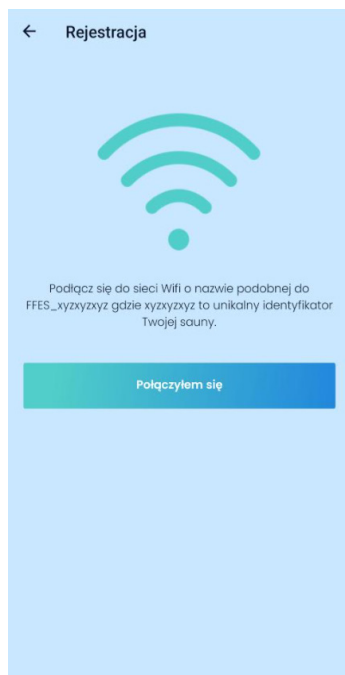 Rejestracja
Podłącz się do sieci Wifi o nazwie podobnej do
FFES_xyzxyzxyz gdzie xyzxyzxyz to unikalny identyfikator
Twojej sauny.
Połączyłem się